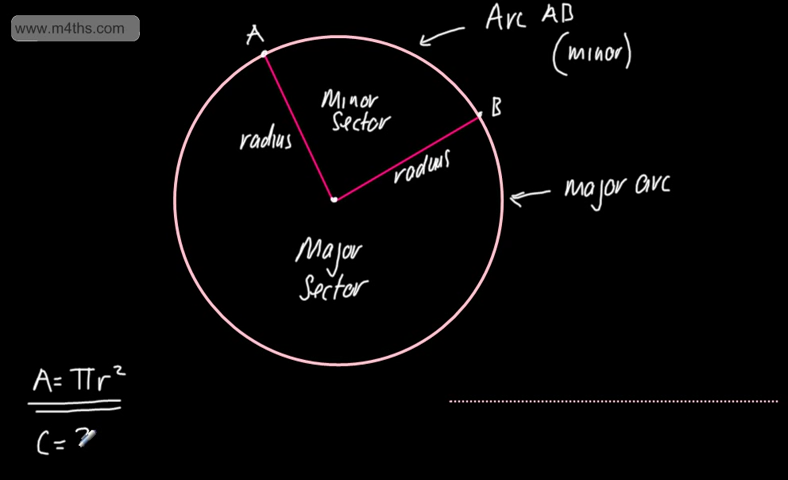 www.m4ths.com
Arc AB
(minor)
A
B
Minor
Sector
radius
radius
major arc
Major
Sector
A = πr²
C =